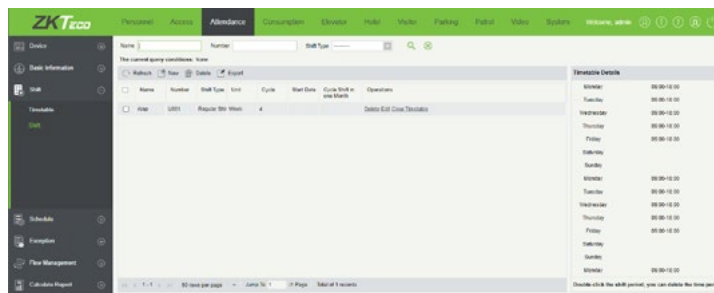 ZKTeco
Personnel Access Attendance Consumption Elevator Hotel Visitor Parking Patrol Video System Welcome, admin
Device
Basic Information
Shift
Timetable
Shift
Schedule
Exception
Flow Management
Calculate Report
Name Number Shift Type --------
The current query conditions: None
Refresh New Delete Export
Name Number Shift Type Unit Cycle Start Date Cycle Shift in one Month Operations
Regular Shi Week 4 Delete Edit Clear Timetable
1-1 50 rows per page Jump To 1 /1 Page Total of 1 records
Timetable Details
Monday 09:00-18:00
Tuesday 09:00-18:00
Wednesday 09:00-18:00
Thursday 09:00-18:00
Friday 09:00-18:00
Saturday
Sunday
Monday 09:00-18:00
Tuesday 09:00-18:00
Wednesday 09:00-18:00
Thursday 09:00-18:00
Friday 09:00-18:00
Saturday
Sunday
Monday 09:00-18:00
Double-click the shift period, you can delete the time per